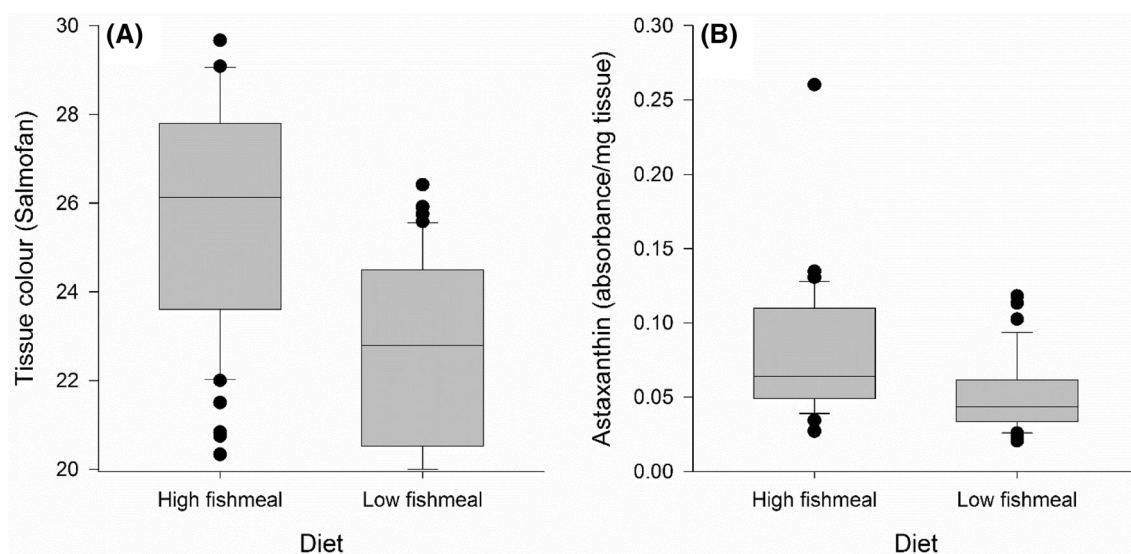 (A)
Tissue colour (Salmofan)
30
28
26
24
22
20
High fishmeal
Low fishmeal
Diet
(B)
Astaxanthin (absorbance/mg tissue)
0.30
0.25
0.20
0.15
0.10
0.05
0.00
High fishmeal
Low fishmeal
Diet